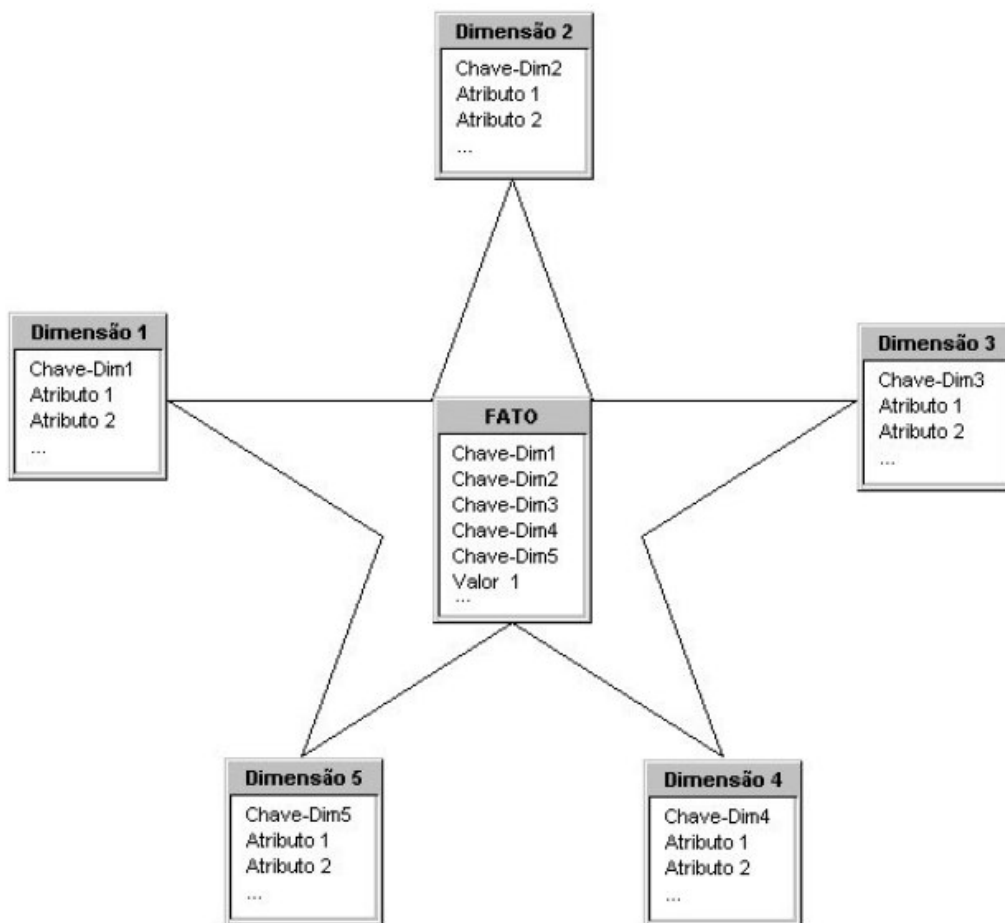 Dimensão 2
Chave-Dim2
Atributo 1
Atributo 2
...
Dimensão 1
Chave-Dim1
Atributo 1
Atributo 2
...
FATO
Chave-Dim1
Chave-Dim2
Chave-Dim3
Chave-Dim4
Chave-Dim5
Valor 1
...
Dimensão 3
Chave-Dim3
Atributo 1
Atributo 2
...
Dimensão 5
Chave-Dim5
Atributo 1
Atributo 2
...
Dimensão 4
Chave-Dim4
Atributo 1
Atributo 2
...